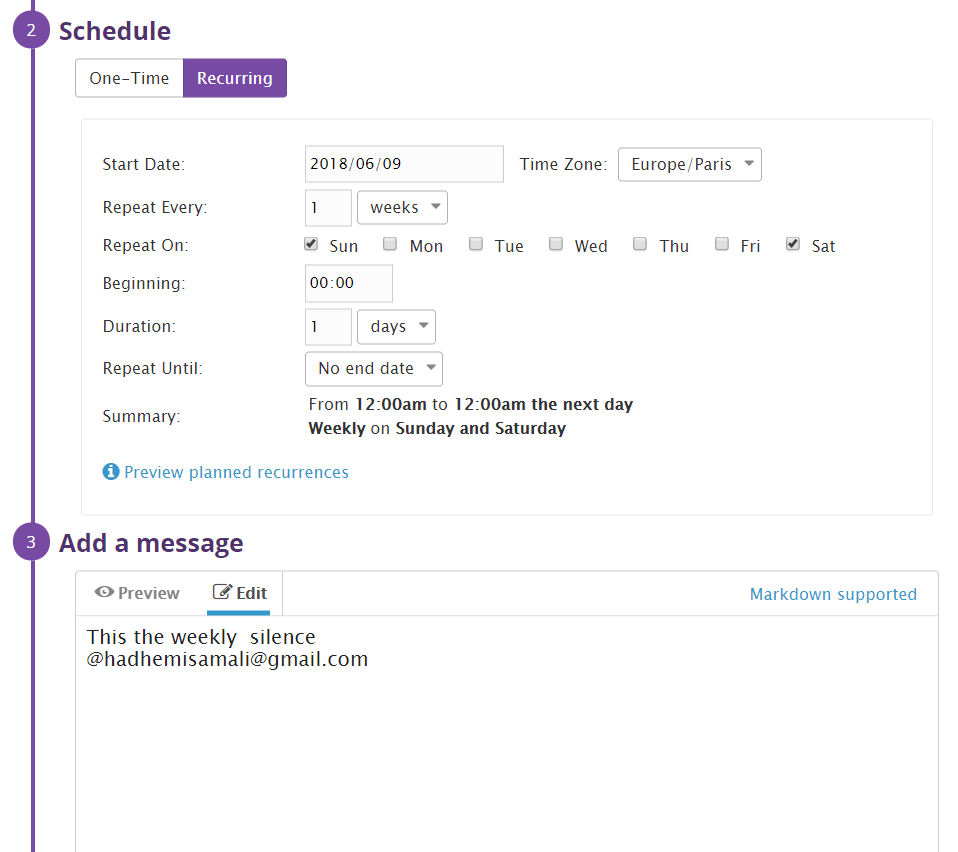 2 Schedule
One-Time Recurring
Start Date: 2018/06/09 Time Zone: Europe/Paris
Repeat Every: 1 weeks
Repeat On: Sun Mon Tue Wed Thu Fri Sat
Beginning: 00:00
Duration: 1 days
Repeat Until: No end date
Summary: From 12:00am to 12:00am the next day
Weekly on Sunday and Saturday
Preview planned recurrences
3 Add a message
Preview Edit Markdown supported
This the weekly  silence
@hadhemisamali@gmail.com